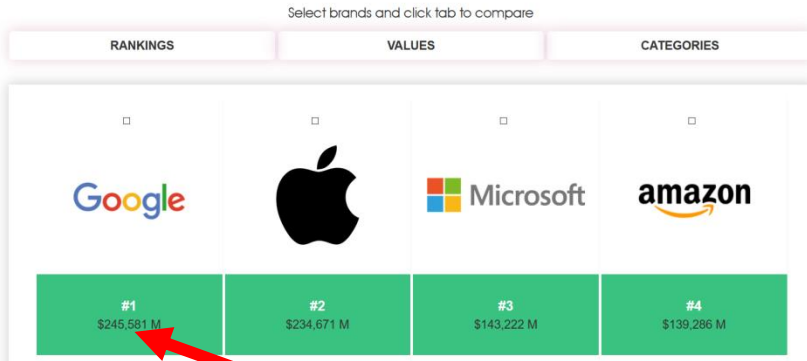 Select brands and click tab to compare
RANKINGS VALUES CATEGORIES
Google Microsoft amazon
#1 #2 #3 #4
$245,581 M $234,671 M $143,222 M $139,286 M